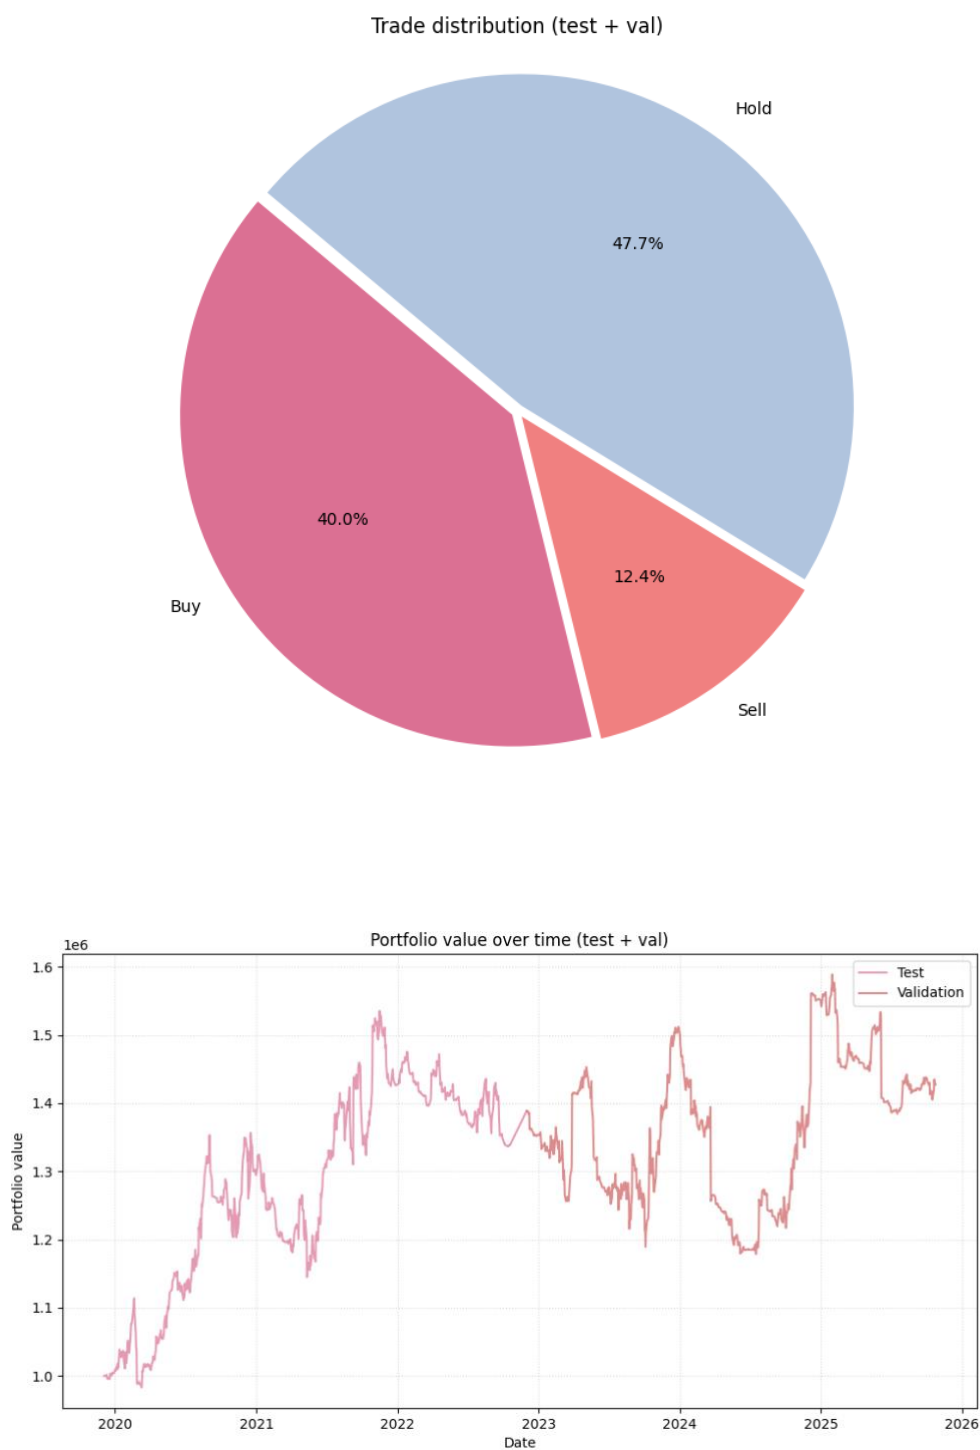 Trade distribution (test + val)
Hold
47.7%
40.0%
12.4%
Buy
Sell
Portfolio value over time (test + val)
1e6
1.6
1.5
1.4
1.3
1.2
1.1
1.0
Portfolio value
Test
Validation
2020 2021 2022 2023 2024 2025 2026
Date